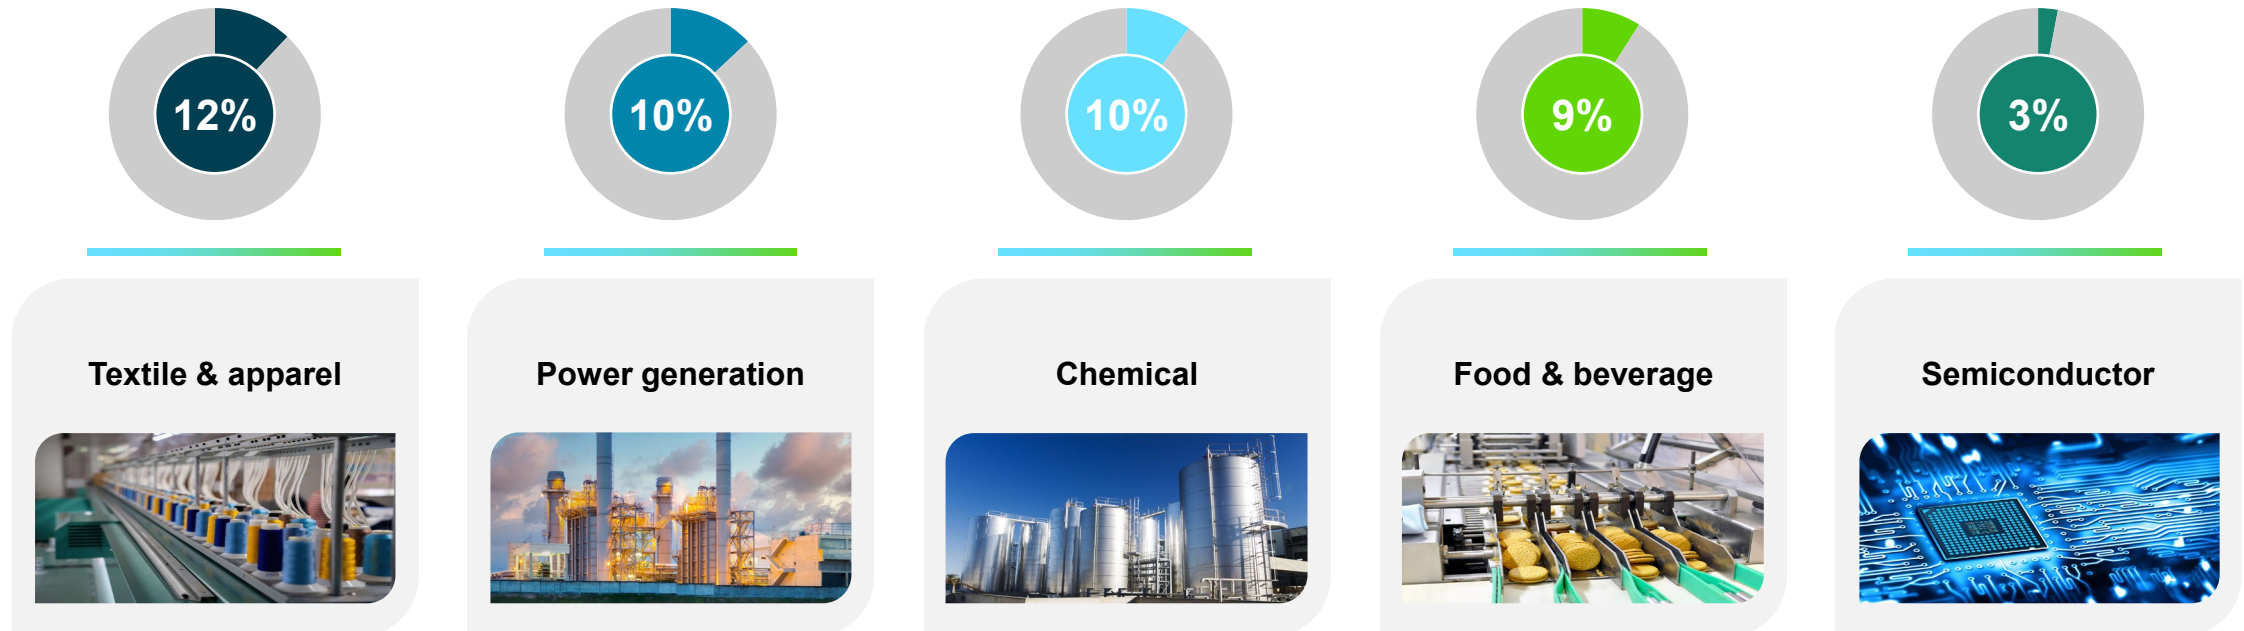 12%
10%
10%
9%
3%
Textile & apparel
Power generation
Chemical
Food & beverage
Semiconductor